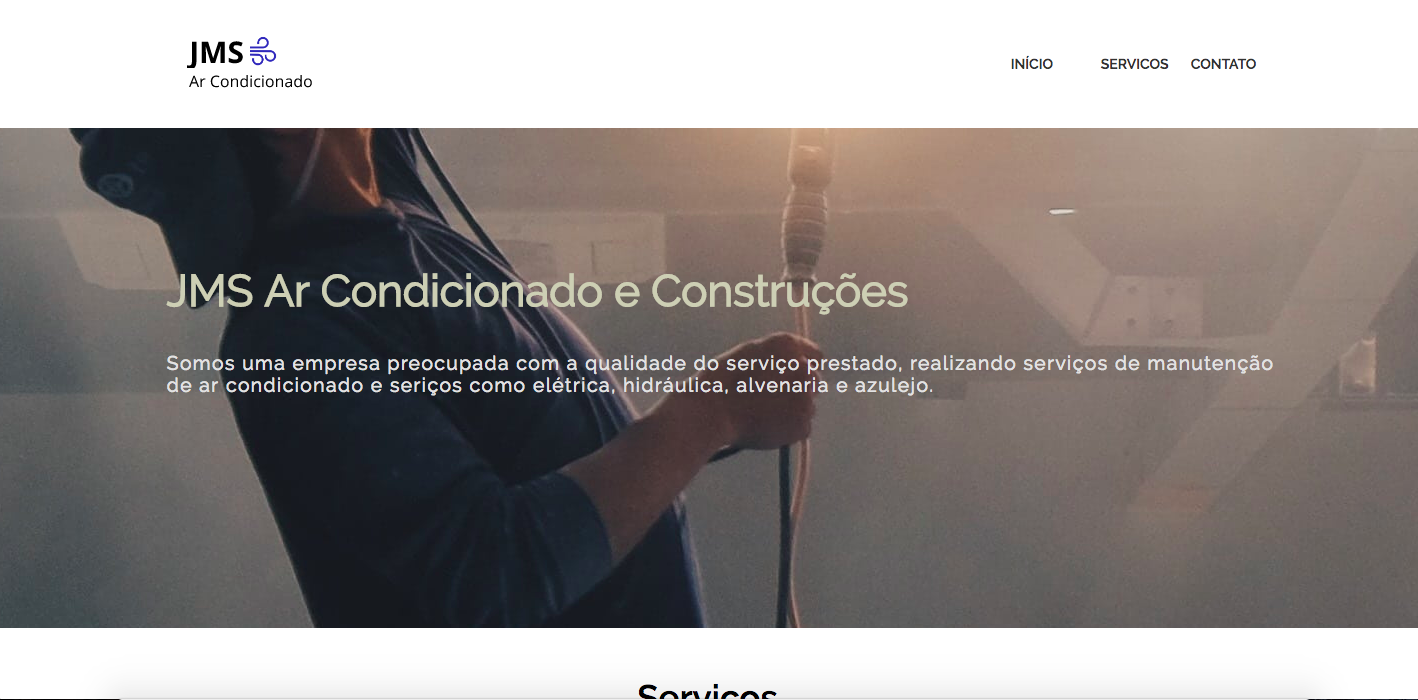 JMS
Ar Condicionado
INÍCIO SERVICOS CONTATO
JMS Ar Condicionado e Construções
Somos uma empresa preocupada com a qualidade do serviço prestado, realizando serviços de manutenção
de ar condicionado e seriços como elétrica, hidráulica, alvenaria e azulejo.
Serviços